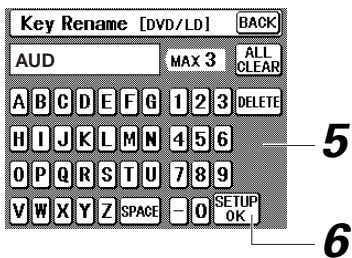 Key Rename [DVD/LD] BACK
AUD MAX 3 ALL CLEAR
A B C D E F G 1 2 3 DELETE
H I J K L M N 4 5 6
5
O P Q R S T U 7 8 9
V W X Y Z SPACE - 0 SETUP OK
6